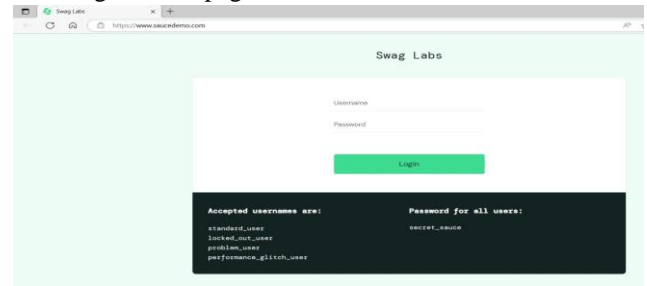 Swag Labs
https://www.saucedemo.com
Swag Labs
Username
Password
Login
Accepted usernames are:
standard_user
locked_out_user
problem_user
performance_glitch_user
Password for all users:
secret_sauce